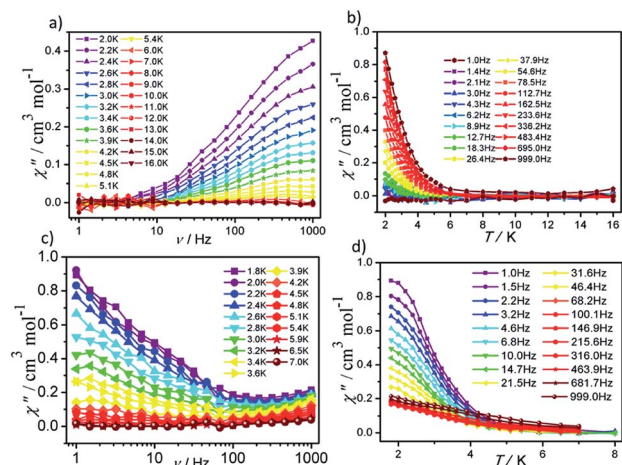 a)
χ″ / cm³ mol⁻¹
0.4
0.3
0.2
0.1
0.0
2.0K 5.4K
2.2K 6.0K
2.4K 7.0K
2.6K 8.0K
2.8K 9.0K
3.0K 10.0K
3.2K 11.0K
3.4K 12.0K
3.6K 13.0K
3.9K 14.0K
4.2K 15.0K
4.5K 16.0K
4.8K
5.1K
1 10 100 1000
ν / Hz
b)
χ″ / cm³ mol⁻¹
1.0
0.8
0.6
0.4
0.2
0.0
1.0Hz 37.9Hz
1.4Hz 54.6Hz
2.1Hz 78.5Hz
3.0Hz 112.7Hz
4.3Hz 162.5Hz
6.2Hz 233.6Hz
8.9Hz 336.2Hz
12.7Hz 483.4Hz
18.3Hz 695.0Hz
26.4Hz 999.0Hz
2 4 6 8 10 12 14 16
T / K
c)
χ″ / cm³ mol⁻¹
1.0
0.8
0.6
0.4
0.2
0.0
1.8K 3.9K
2.0K 4.2K
2.2K 4.5K
2.4K 4.8K
2.6K 5.1K
2.8K 5.4K
3.0K 5.9K
3.2K 6.5K
3.4K 7.0K
3.6K
1 10 100 1000
ν / Hz
d)
χ″ / cm³ mol⁻¹
1.0
0.8
0.6
0.4
0.2
0.0
1.0Hz 31.6Hz
1.5Hz 46.4Hz
2.2Hz 68.2Hz
3.2Hz 100.1Hz
4.6Hz 146.9Hz
6.8Hz 215.6Hz
10.0Hz 316.0Hz
14.7Hz 463.9Hz
21.5Hz 681.7Hz
999.0Hz
2 4 6 8
T / K